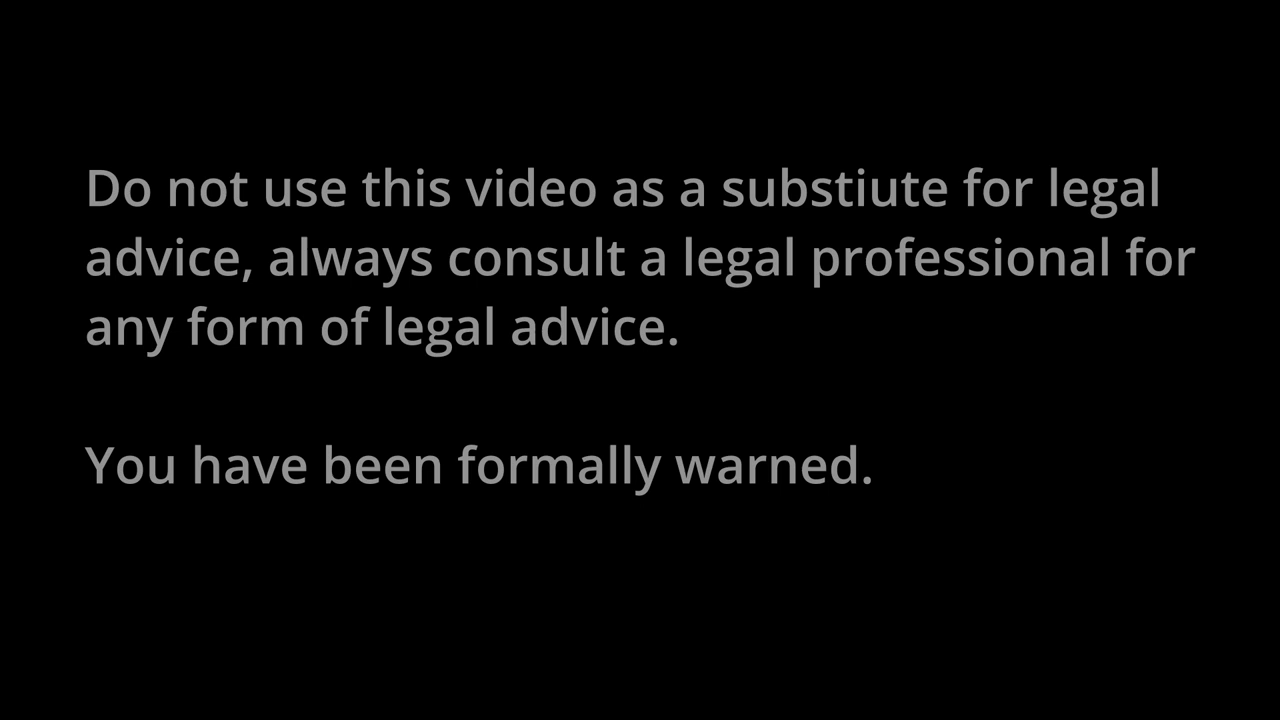 Do not use this video as a substiute for legal
advice, always consult a legal professional for
any form of legal advice.
You have been formally warned.